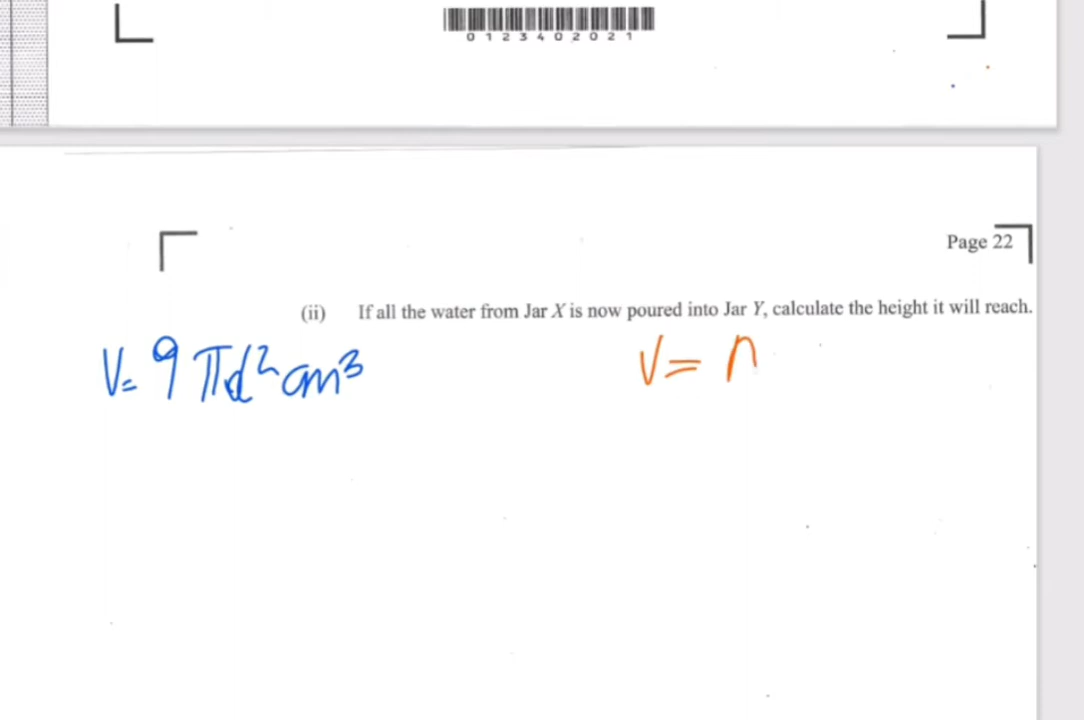 0 1 2 3 4 0 2 0 2 1
Page 22
(ii) If all the water from Jar X is now poured into Jar Y, calculate the height it will reach.
V= 9 πd² cm³
V=